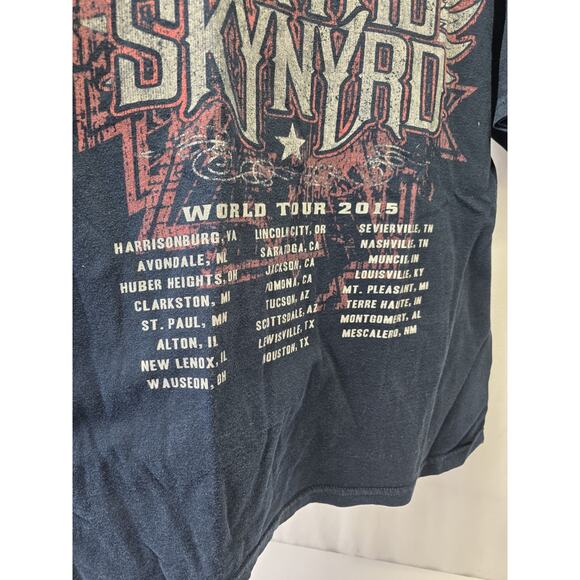 SKYNYRD
WORLD TOUR 2015
HARRISONBURG, VA
AVONDALE,
HUBER HEIGHTS, OH
CLARKSTON, MI
ST. PAUL, MN
ALTON, IL
NEW LENOX, IL
WAUSEON, OH
LINCOLN CITY, OR
SARATOGA, CA
JACKSON, CA
POMONA, CA
TUCSON, AZ
SCOTTSDALE, AZ
LEWISVILLE, TX
HOUSTON, TX
SEVIERVILLE, TN
NASHVILLE, TN
MUNCIE, IN
LOUISVILLE, KY
MT. PLEASANT, MI
TERRE HAUTE, IN
MONTGOMERY, AL
MESCALERO, NM